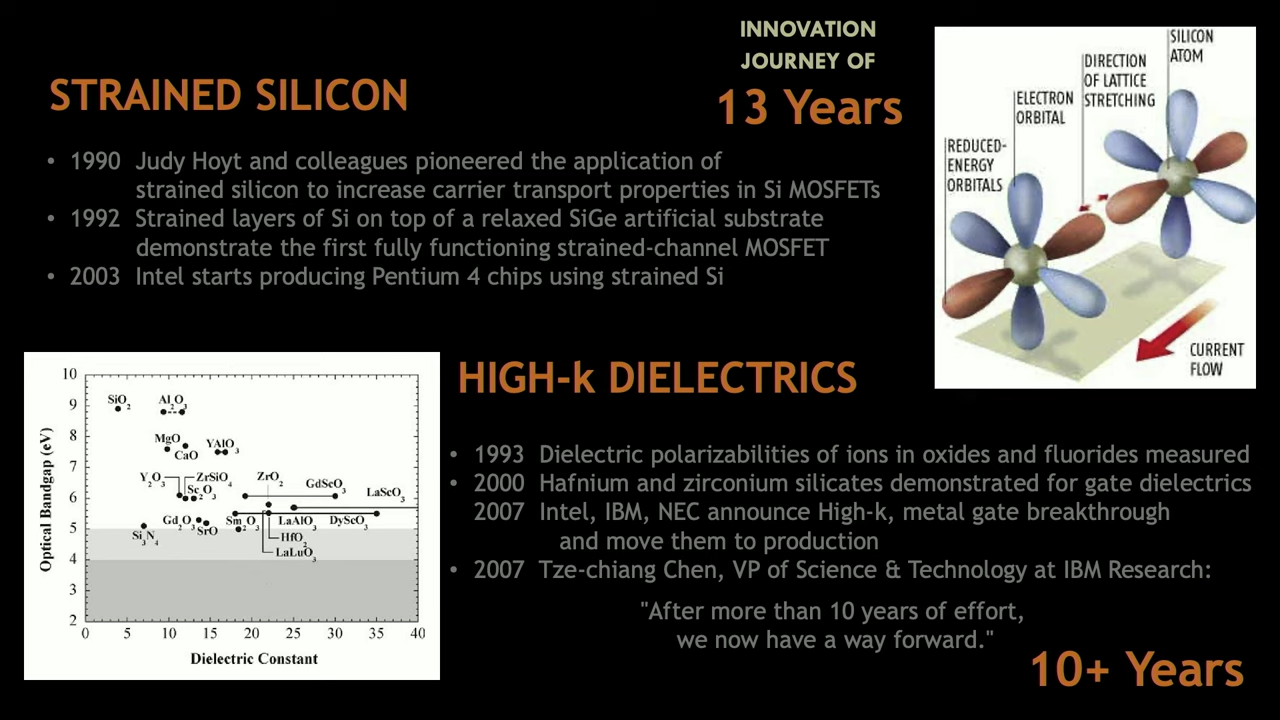 INNOVATION
JOURNEY OF
13 Years
STRAINED SILICON
• 1990 Judy Hoyt and colleagues pioneered the application of
strained silicon to increase carrier transport properties in Si MOSFETs
• 1992 Strained layers of Si on top of a relaxed SiGe artificial substrate
demonstrate the first fully functioning strained-channel MOSFET
• 2003 Intel starts producing Pentium 4 chips using strained Si
SILICON
ATOM
DIRECTION
OF LATTICE
STRETCHING
ELECTRON
ORBITAL
REDUCED-
ENERGY
ORBITALS
CURRENT
FLOW
HIGH-k DIELECTRICS
• 1993 Dielectric polarizabilities of ions in oxides and fluorides measured
• 2000 Hafnium and zirconium silicates demonstrated for gate dielectrics
2007 Intel, IBM, NEC announce High-k, metal gate breakthrough
and move them to production
• 2007 Tze-chiang Chen, VP of Science & Technology at IBM Research:
"After more than 10 years of effort,
we now have a way forward."
10+ Years
Optical Bandgap (eV)
10
9
8
7
6
5
4
3
2
SiO2
Al2O3
MgO
CaO
YAlO3
Y2O3
ZrSiO4
Sc2O3
ZrO2
GdScO3
LaScO3
Gd2O3
SrO
Sm2O3
LaAlO3
DyScO3
Si3N4
HfO2
LaLuO3
0 5 10 15 20 25 30 35 40
Dielectric Constant